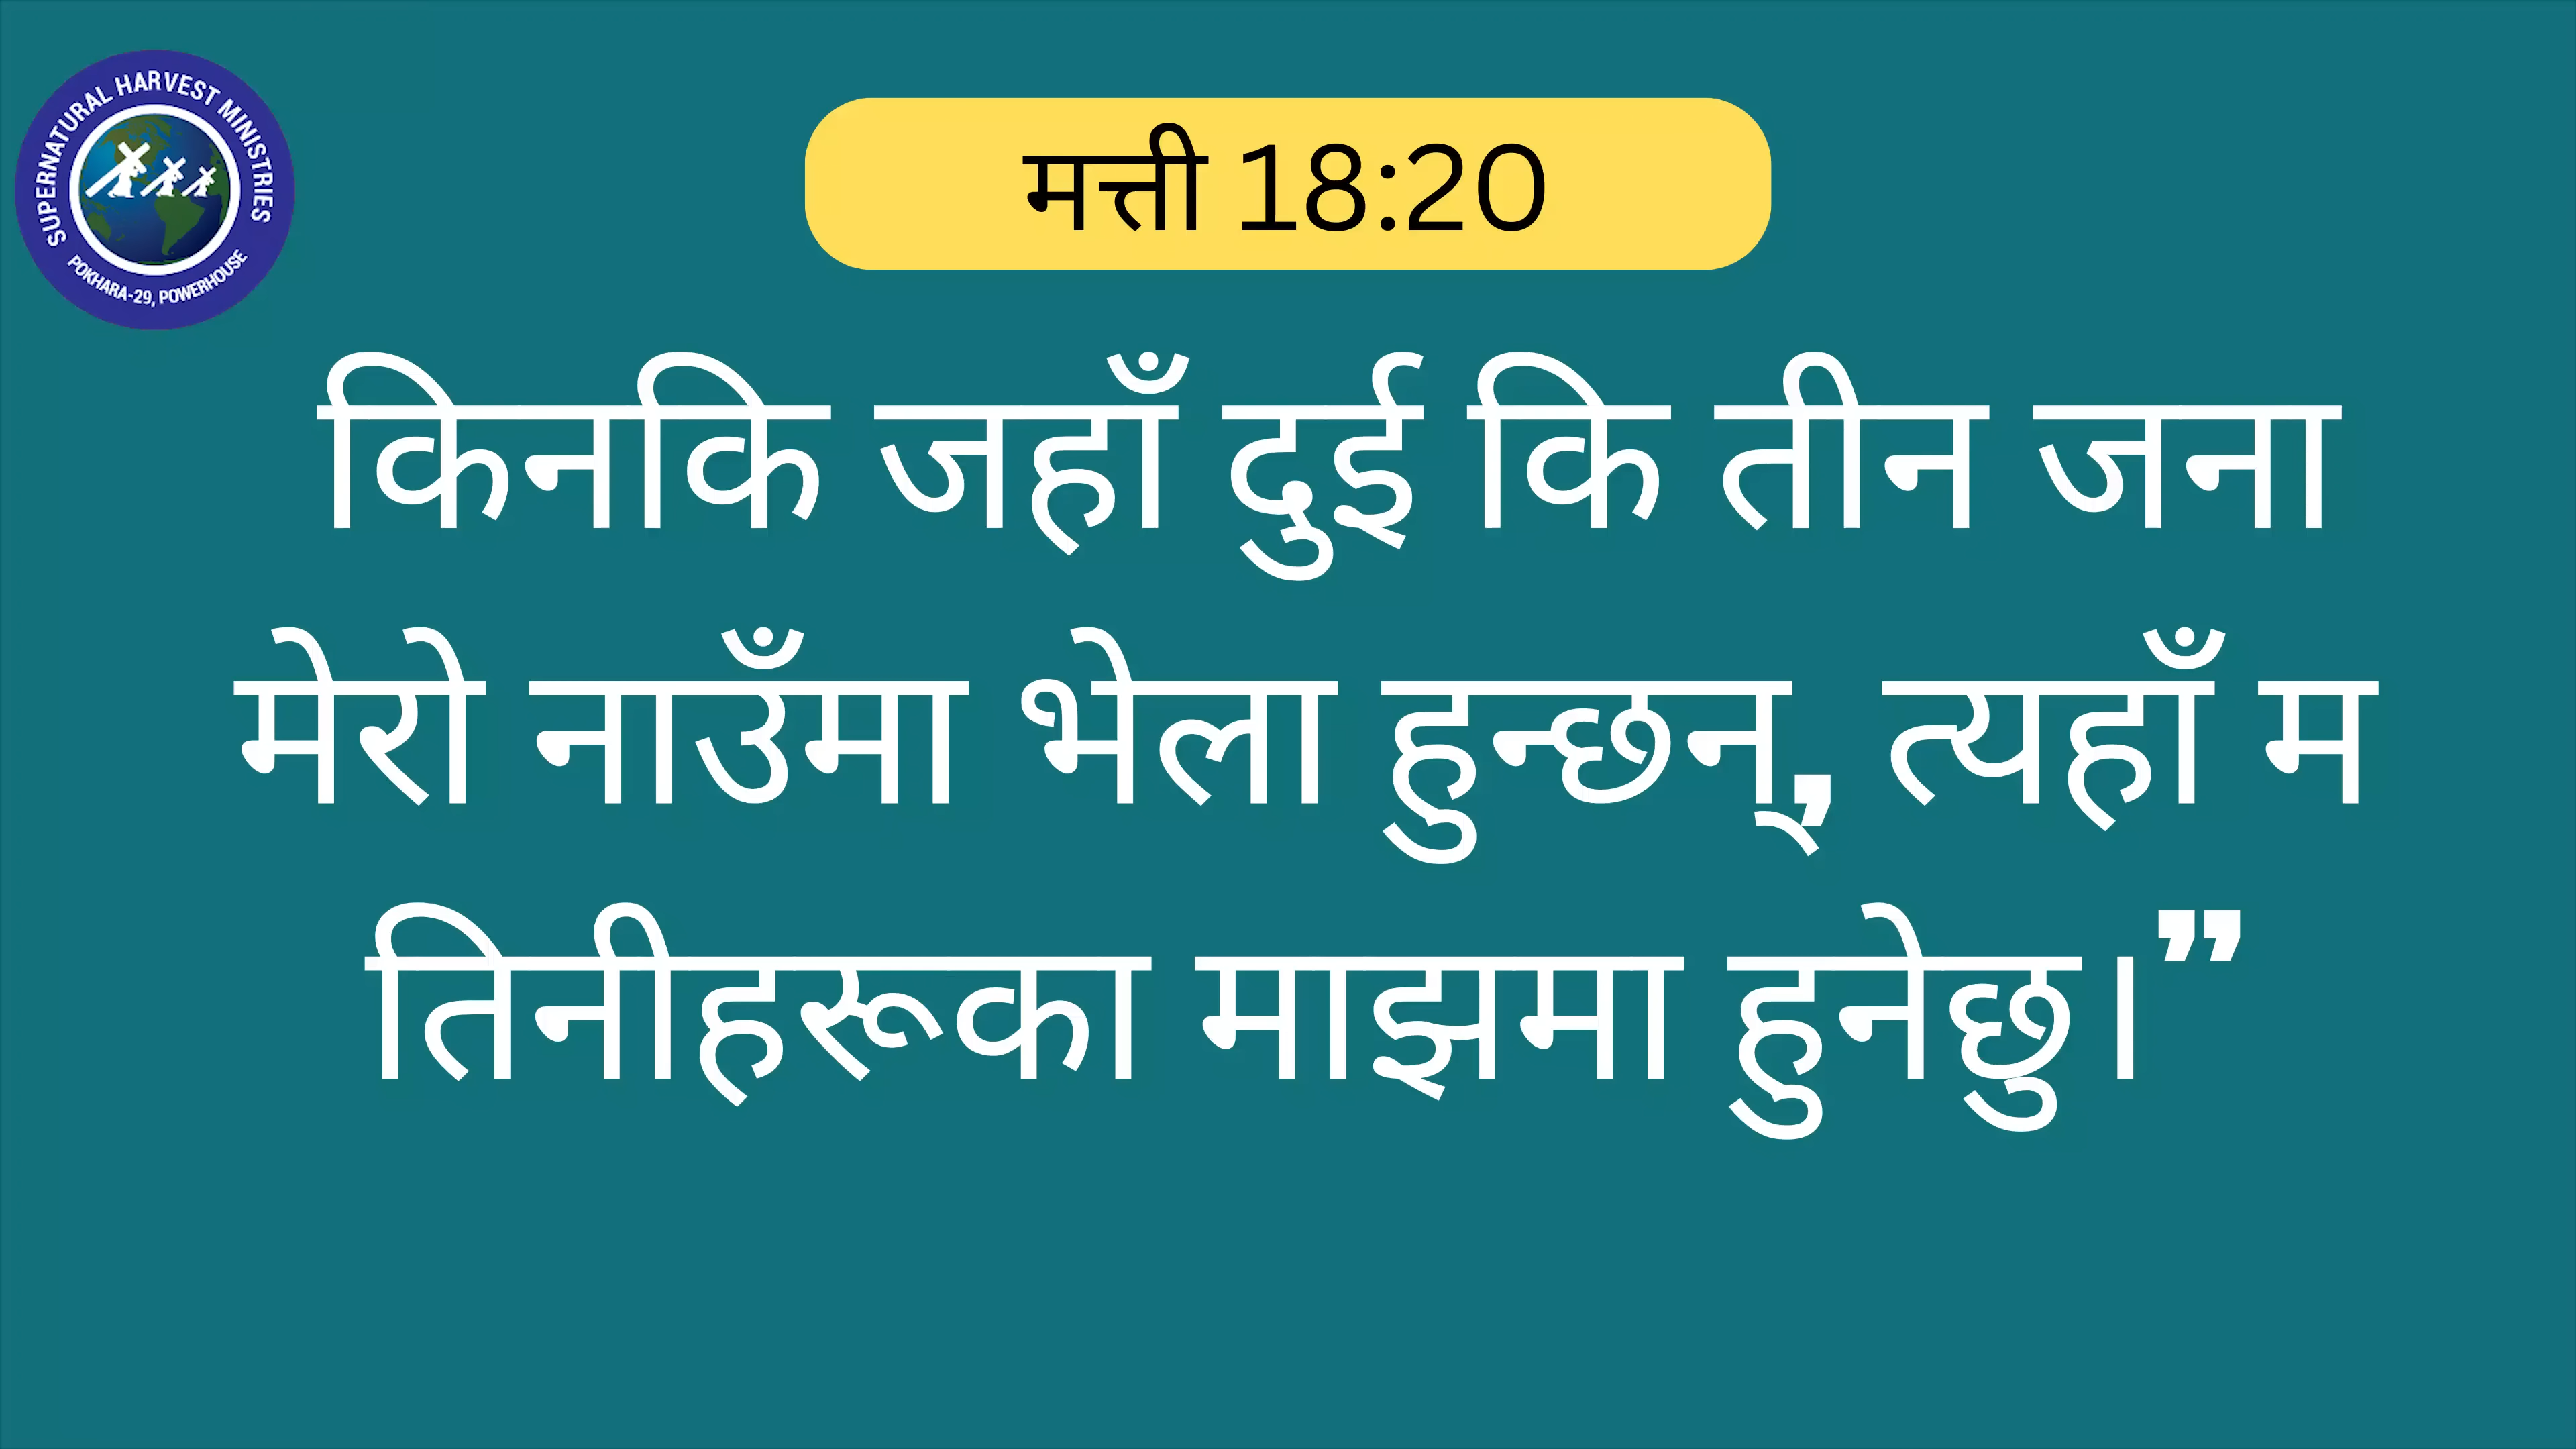 SUPERNATURAL HARVEST MINISTRIES
POKHARA-29, POWERHOUSE
मत्ती 18:20
किनकि जहाँ दुई कि तीन जना
मेरो नाउँमा भेला हुन्छन्, त्यहाँ म
तिनीहरूका माझमा हुनेछु।”